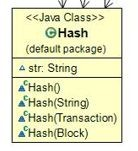 <<Java Class>>
Hash
(default package)
str: String
Hash()
Hash(String)
Hash(Transaction)
Hash(Block)